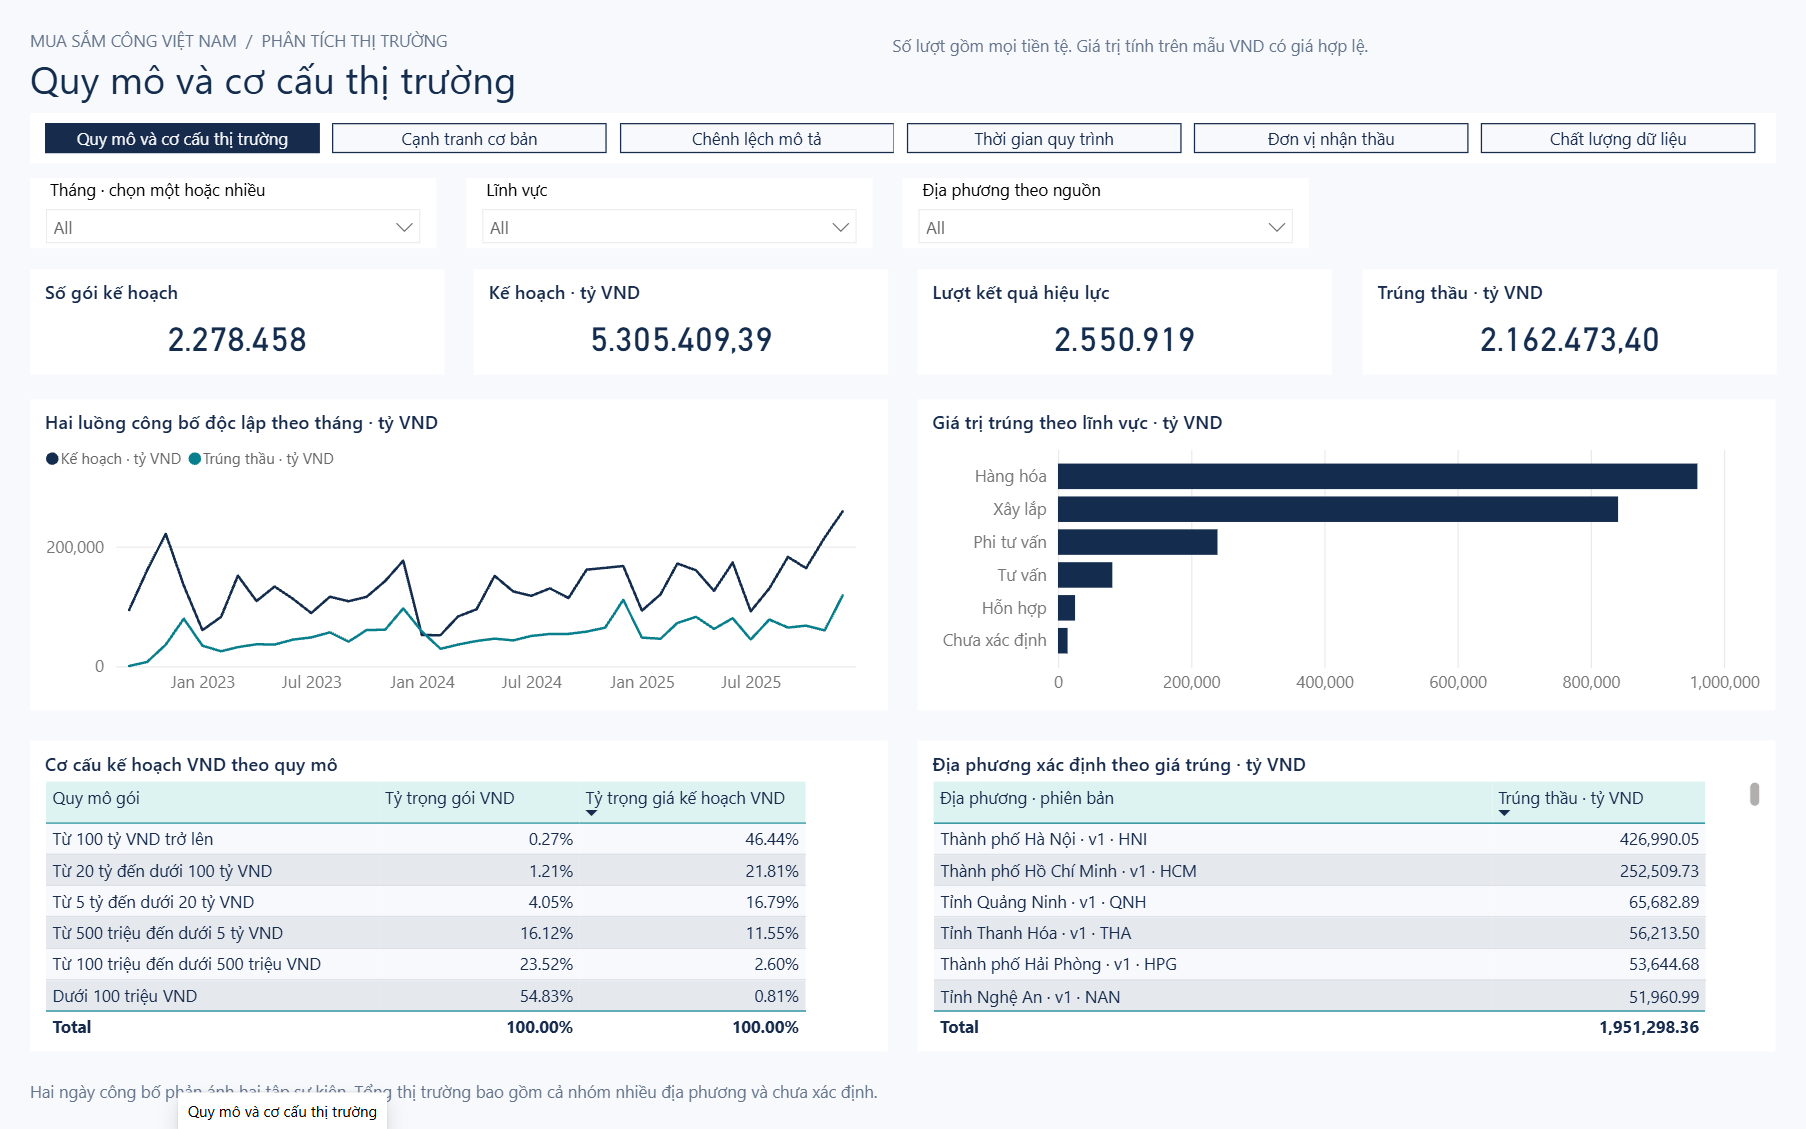 MUA SẮM CÔNG VIỆT NAM / PHÂN TÍCH THỊ TRƯỜNG
Số lượt gồm mọi tiền tệ. Giá trị tính trên mẫu VND có giá hợp lệ.
Quy mô và cơ cấu thị trường
Quy mô và cơ cấu thị trường
Cạnh tranh cơ bản
Chênh lệch mô tả
Thời gian quy trình
Đơn vị nhận thầu
Chất lượng dữ liệu
Tháng · chọn một hoặc nhiều
All
Lĩnh vực
All
Địa phương theo nguồn
All
Số gói kế hoạch
2.278.458
Kế hoạch · tỷ VND
5.305.409,39
Lượt kết quả hiệu lực
2.550.919
Trúng thầu · tỷ VND
2.162.473,40
Hai luồng công bố độc lập theo tháng · tỷ VND
Kế hoạch · tỷ VND Trúng thầu · tỷ VND
200,000
0
Jan 2023 Jul 2023 Jan 2024 Jul 2024 Jan 2025 Jul 2025
Giá trị trúng theo lĩnh vực · tỷ VND
Hàng hóa
Xây lắp
Phi tư vấn
Tư vấn
Hỗn hợp
Chưa xác định
0 200,000 400,000 600,000 800,000 1,000,000
Cơ cấu kế hoạch VND theo quy mô
Quy mô gói Tỷ trọng gói VND Tỷ trọng giá kế hoạch VND
Từ 100 tỷ VND trở lên 0.27% 46.44%
Từ 20 tỷ đến dưới 100 tỷ VND 1.21% 21.81%
Từ 5 tỷ đến dưới 20 tỷ VND 4.05% 16.79%
Từ 500 triệu đến dưới 5 tỷ VND 16.12% 11.55%
Từ 100 triệu đến dưới 500 triệu VND 23.52% 2.60%
Dưới 100 triệu VND 54.83% 0.81%
Total 100.00% 100.00%
Địa phương xác định theo giá trúng · tỷ VND
Địa phương · phiên bản Trúng thầu · tỷ VND
Thành phố Hà Nội · v1 · HNI 426,990.05
Thành phố Hồ Chí Minh · v1 · HCM 252,509.73
Tỉnh Quảng Ninh · v1 · QNH 65,682.89
Tỉnh Thanh Hóa · v1 · THA 56,213.50
Thành phố Hải Phòng · v1 · HPG 53,644.68
Tỉnh Nghệ An · v1 · NAN 51,960.99
Total 1,951,298.36
Hai ngày công bố phản ánh hai tập sự kiện. Tổng thị trường bao gồm cả nhóm nhiều địa phương và chưa xác định.
Quy mô và cơ cấu thị trường